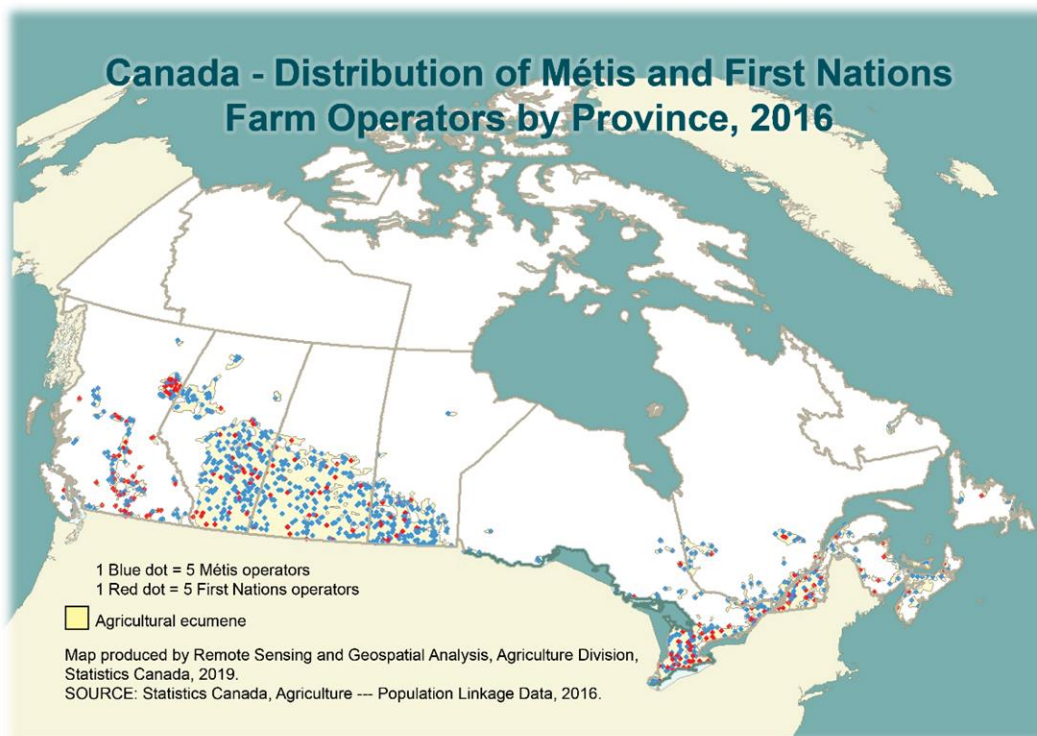 Canada - Distribution of Métis and First Nations
Farm Operators by Province, 2016
1 Blue dot = 5 Métis operators
1 Red dot = 5 First Nations operators
Agricultural ecumene
Map produced by Remote Sensing and Geospatial Analysis, Agriculture Division,
Statistics Canada, 2019.
SOURCE: Statistics Canada, Agriculture --- Population Linkage Data, 2016.